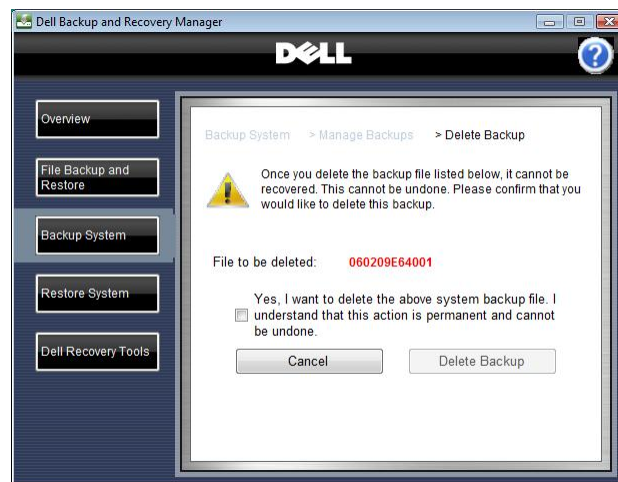 Dell Backup and Recovery Manager
DELL
?
Overview
File Backup and
Restore
Backup System
Restore System
Dell Recovery Tools
Backup System > Manage Backups > Delete Backup
Once you delete the backup file listed below, it cannot be
recovered. This cannot be undone. Please confirm that you
would like to delete this backup.
File to be deleted: 060209E64001
Yes, I want to delete the above system backup file. I
understand that this action is permanent and cannot
be undone.
Cancel Delete Backup